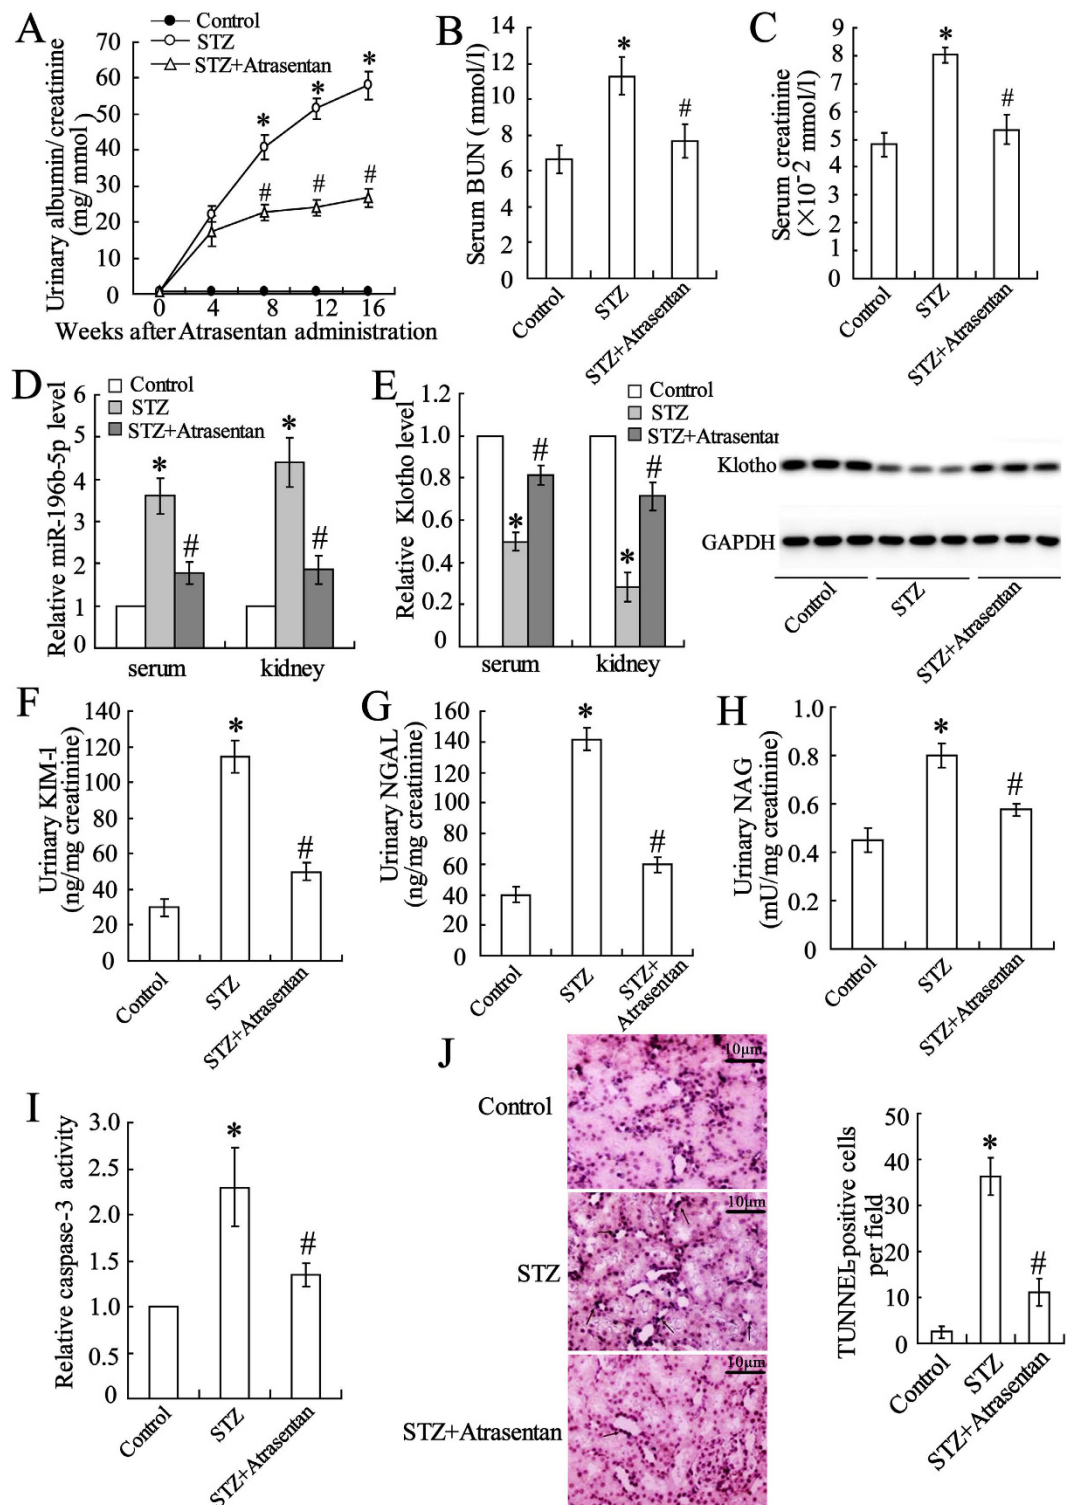 A
Control
STZ
STZ+Atrasentan
Urinary albumin/creatinine
(mg/ mmol)
70
60
50
40
30
20
10
0
* * *
# # #
0 4 8 12 16
Weeks after Atrasentan administration
B
Serum BUN (mmol/l)
14
12
10
8
6
4
2
0
*
#
Control
STZ
STZ+Atrasentan
C
Serum creatinine
(×10-2 mmol/l)
9
8
7
6
5
4
3
2
1
0
*
#
Control
STZ
STZ+Atrasentan
D
Control
STZ
STZ+Atrasentan
Relative miR-196b-5p level
6
5
4
3
2
1
0
* #
* #
serum kidney
E
Control
STZ
STZ+Atrasentar
Relative Klotho level
1.2
1.0
0.8
0.6
0.4
0.2
0
* #
* #
serum kidney
Klotho
GAPDH
Control
STZ
STZ+Atrasentan
F
Urinary KIM-1
(ng/mg creatinine)
140
120
100
80
60
40
20
0
*
#
Control
STZ
STZ+Atrasentan
G
Urinary NGAL
(ng/mg creatinine)
160
140
120
100
80
60
40
20
0
*
#
Control
STZ
STZ+
Atrasentan
H
Urinary NAG
(mU/mg creatinine)
1.0
0.8
0.6
0.4
0.2
0
*
#
Control
STZ
STZ+Atrasentan
I
Relative caspase-3 activity
3.0
2.5
2.0
1.5
1.0
0.5
0
*
#
Control
STZ
STZ+Atrasentan
J
Control
10μm
STZ
10μm
STZ+Atrasentan
10μm
TUNNEL-positive cells
per field
50
40
30
20
10
0
*
#
Control
STZ
STZ+Atrasentan